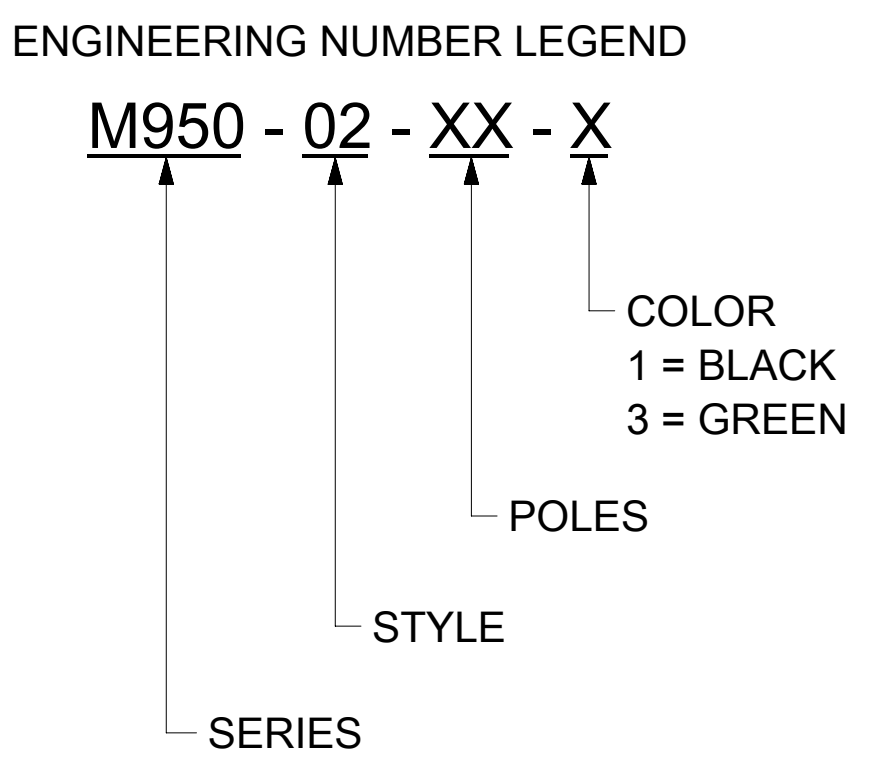 ENGINEERING NUMBER LEGEND
M950 - 02 - XX - X
COLOR
1 = BLACK
3 = GREEN
POLES
STYLE
SERIES